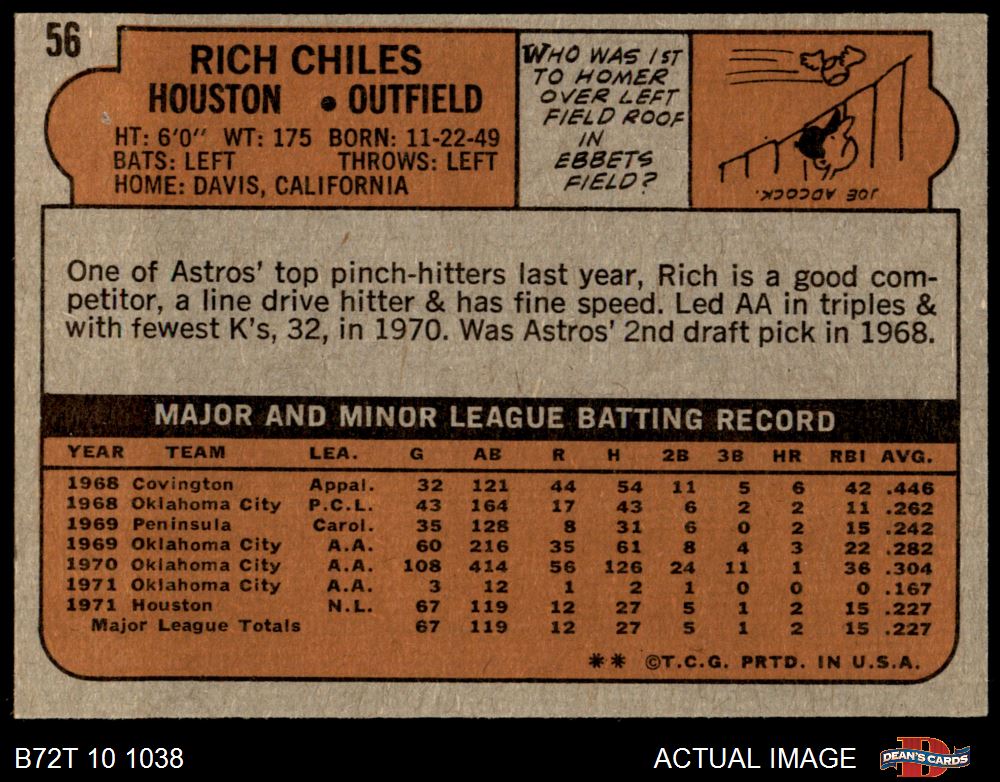 56
RICH CHILES
HOUSTON • OUTFIELD
HT: 6'0" WT: 175 BORN: 11-22-49
BATS: LEFT THROWS: LEFT
HOME: DAVIS, CALIFORNIA
WHO WAS 1ST
TO HOMER
OVER LEFT
FIELD ROOF
IN
EBBETS
FIELD?
JOE ADCOCK.
One of Astros' top pinch-hitters last year, Rich is a good com-
petitor, a line drive hitter & has fine speed. Led AA in triples &
with fewest K's, 32, in 1970. Was Astros' 2nd draft pick in 1968.
MAJOR AND MINOR LEAGUE BATTING RECORD
YEAR TEAM LEA. G AB R H 2B 3B HR RBI AVG.
1968 Covington Appal. 32 121 44 54 11 5 6 42 .446
1968 Oklahoma City P.C.L. 43 164 17 43 6 2 2 11 .262
1969 Peninsula Carol. 35 128 8 31 6 0 2 15 .242
1969 Oklahoma City A.A. 60 216 35 61 8 4 3 22 .282
1970 Oklahoma City A.A. 108 414 56 126 24 11 1 36 .304
1971 Oklahoma City A.A. 3 12 1 2 1 0 0 0 .167
1971 Houston N.L. 67 119 12 27 5 1 2 15 .227
Major League Totals 67 119 12 27 5 1 2 15 .227
** ©T.C.G. PRTD. IN U.S.A.
B72T 10 1038
ACTUAL IMAGE
DEAN'S CARDS